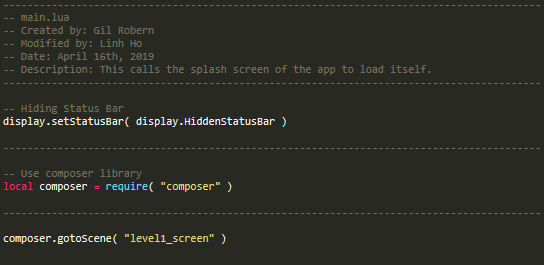 -----------------------------------------------------------------------------------------
-- main.lua
-- Created by: Gil Robern
-- Modified by: Linh Ho
-- Date: April 16th, 2019
-- Description: This calls the splash screen of the app to load itself.
-----------------------------------------------------------------------------------------
-- Hiding Status Bar
display.setStatusBar( display.HiddenStatusBar )
-----------------------------------------------------------------------------------------
-- Use composer library
local composer = require( "composer" )
-----------------------------------------------------------------------------------------
composer.gotoScene( "level1_screen" )